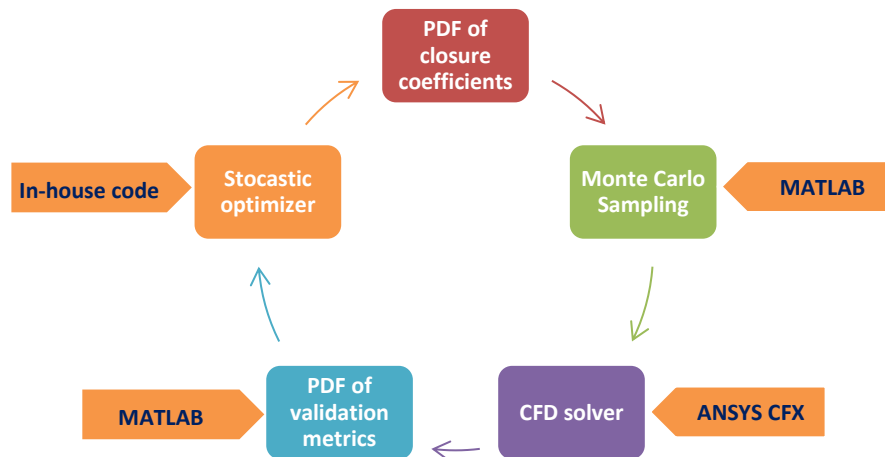 PDF of
closure
coefficients
In-house code
Stocastic
optimizer
Monte Carlo
Sampling
MATLAB
MATLAB
PDF of
validation
metrics
CFD solver
ANSYS CFX